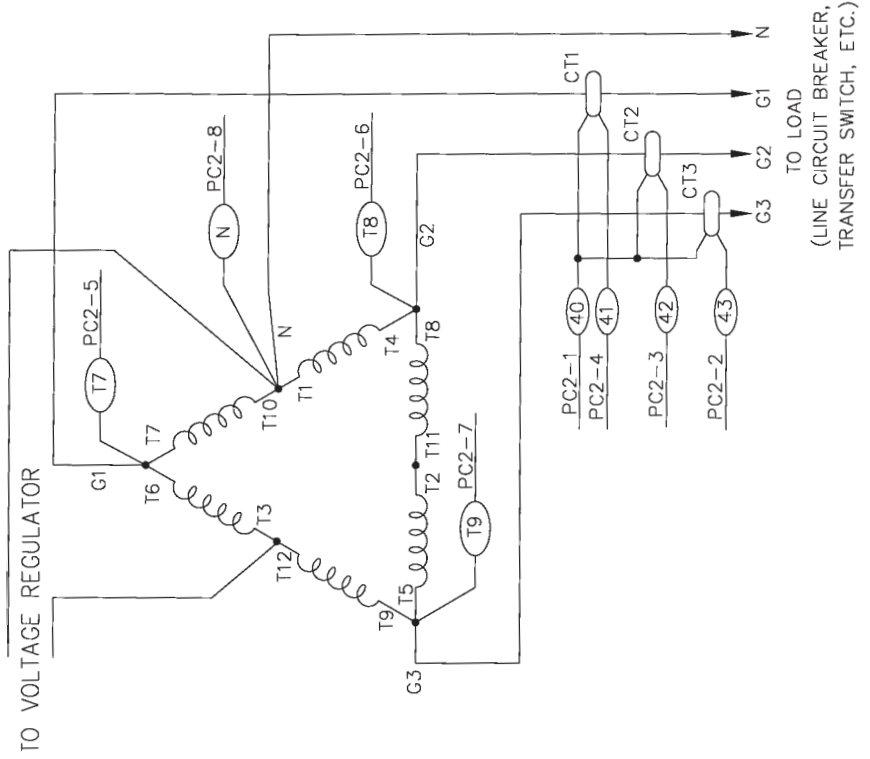 TO VOLTAGE REGULATOR
G1
T7
PC2-5
T6
T7
N
PC2-8
T3
T12
T10
T1
N
T8
PC2-6
T9
T5
T2
T11
T8
T4
G3
G2
T9
PC2-7
PC2-1
40
PC2-4
41
PC2-3
42
PC2-2
43
CT1
CT2
CT3
N
G1
G2
G3
TO LOAD
(LINE CIRCUIT BREAKER,
TRANSFER SWITCH, ETC.)